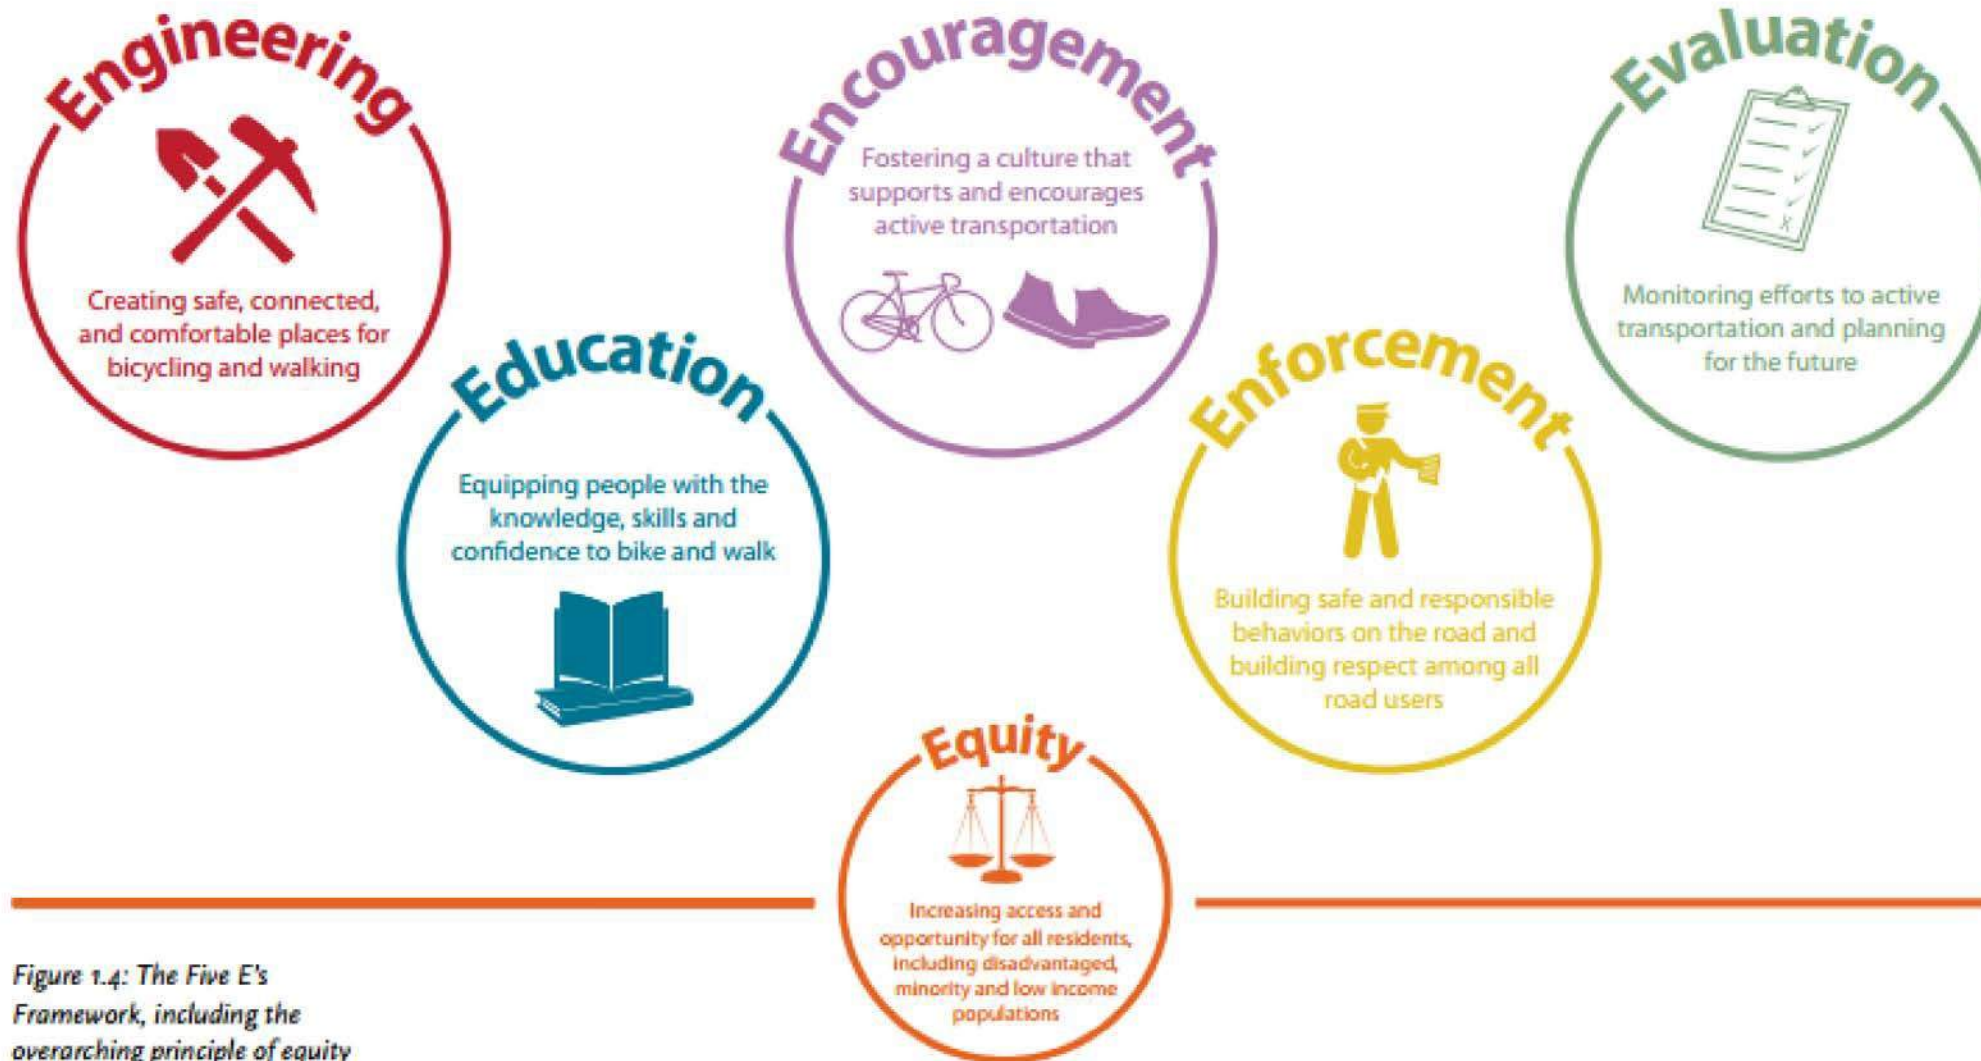 Engineering
Creating safe, connected,
and comfortable places for
bicycling and walking
Education
Equipping people with the
knowledge, skills and
confidence to bike and walk
Encouragement
Fostering a culture that
supports and encourages
active transportation
Enforcement
Building safe and responsible
behaviors on the road and
building respect among all
road users
Evaluation
Monitoring efforts to active
transportation and planning
for the future
Equity
Increasing access and
opportunity for all residents,
including disadvantaged,
minority and low income
populations
Figure 1.4: The Five E's
Framework, including the
overarching principle of equity